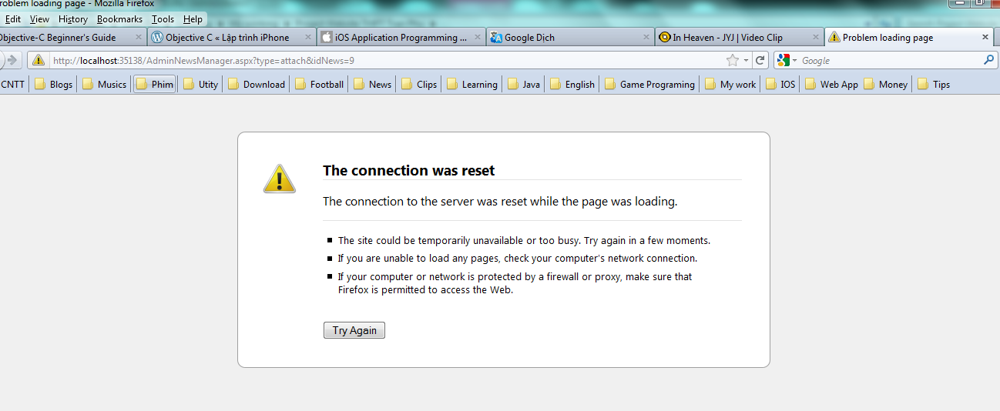 roblem loading page - Mozilla Firefox
Edit View History Bookmarks Tools Help
Objective-C Beginner's Guide Objective C « Lập trình iPhone iOS Application Programming ... Google Dịch In Heaven - JYJ | Video Clip Problem loading page
http://localhost:35138/AdminNewsManager.aspx?type=attach&idNews=9 Google
CNTT Blogs Musics Phim Utity Download Football News Clips Learning Java English Game Programing My work IOS Web App Money Tips
The connection was reset
The connection to the server was reset while the page was loading.
The site could be temporarily unavailable or too busy. Try again in a few moments.
If you are unable to load any pages, check your computer's network connection.
If your computer or network is protected by a firewall or proxy, make sure that
Firefox is permitted to access the Web.
Try Again